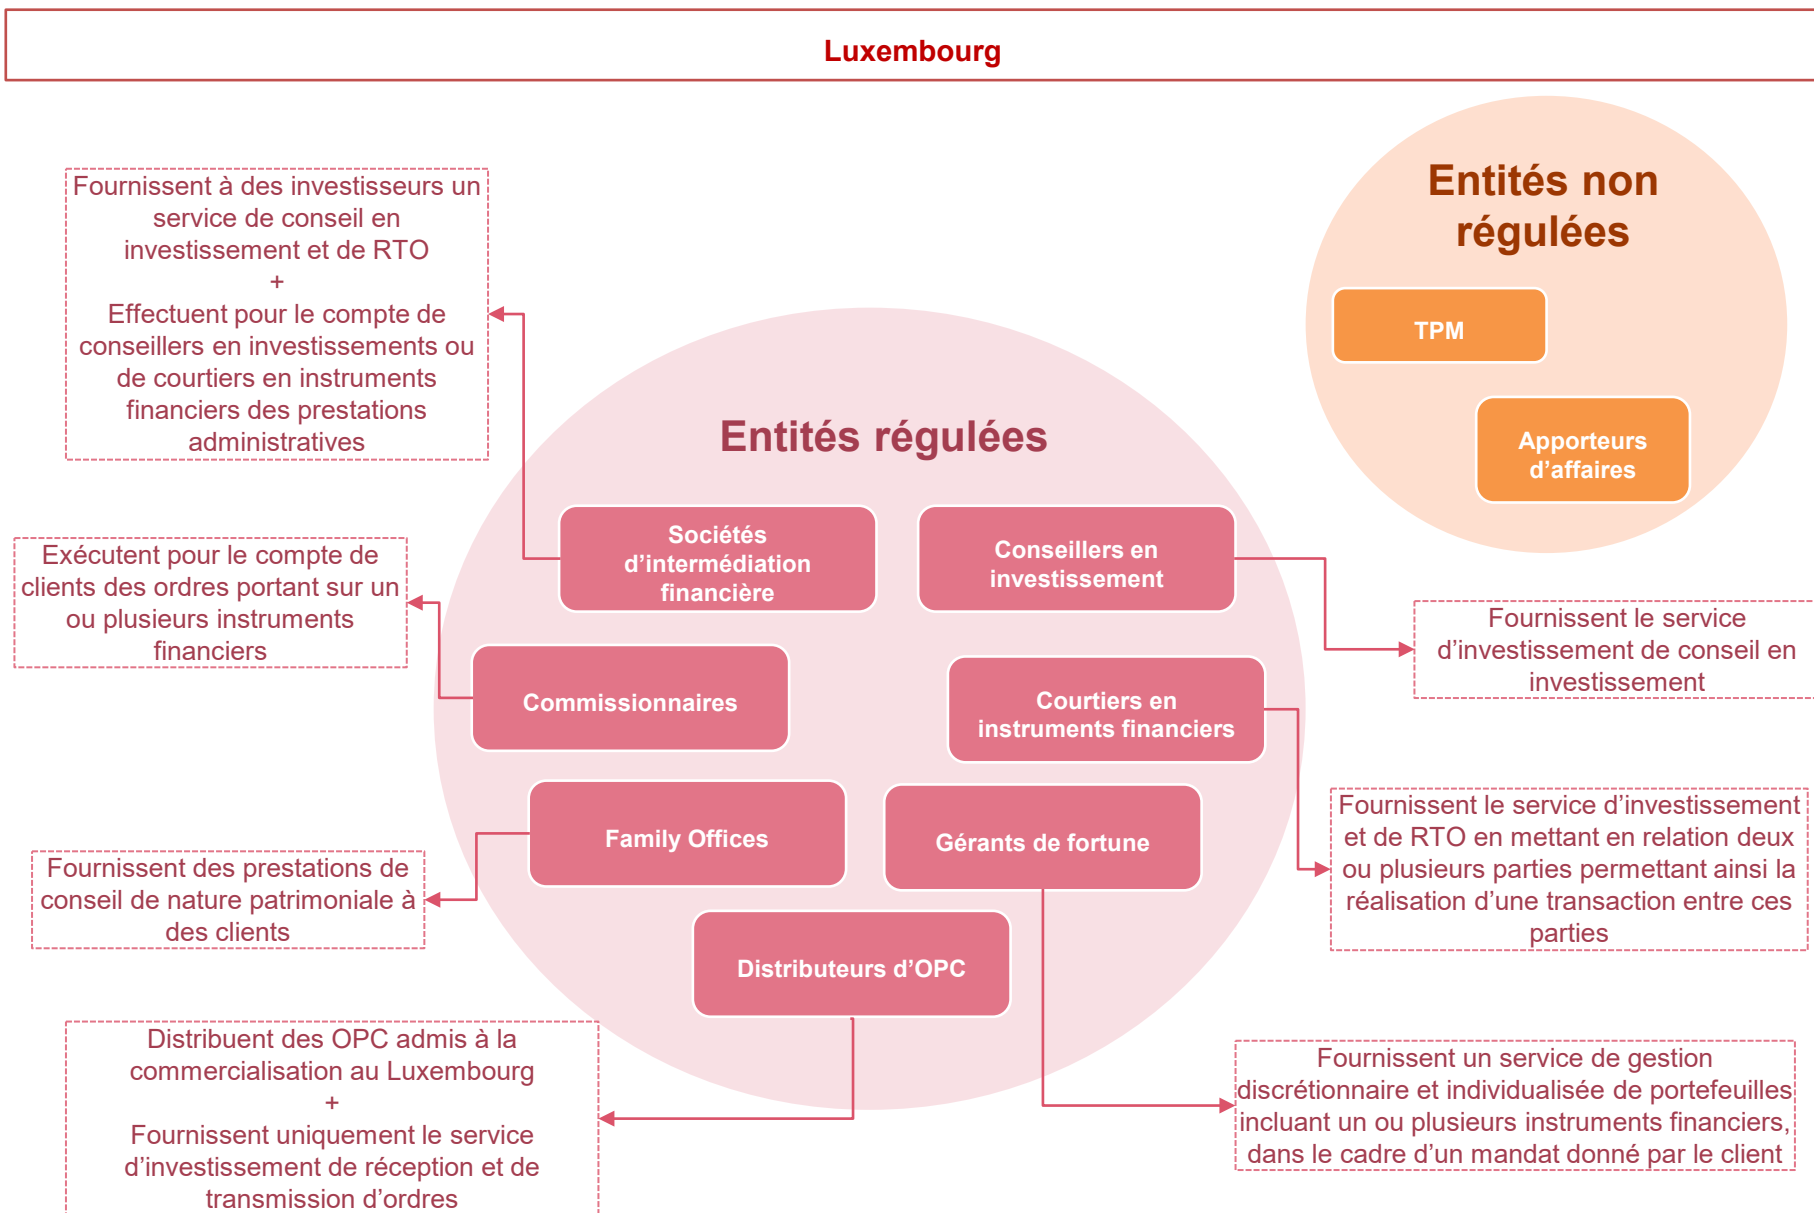 Luxembourg
Fournissent à des investisseurs un
service de conseil en
investissement et de RTO
+
Effectuent pour le compte de
conseillers en investissements ou
de courtiers en instruments
financiers des prestations
administratives
Entités non
régulées
TPM
Apporteurs
d’affaires
Entités régulées
Sociétés
d’intermédiation
financière
Conseillers en
investissement
Exécutent pour le compte de
clients des ordres portant sur un
ou plusieurs instruments
financiers
Fournissent le service
d’investissement de conseil en
investissement
Commissionnaires
Courtiers en
instruments financiers
Family Offices
Gérants de fortune
Fournissent le service d’investissement
et de RTO en mettant en relation deux
ou plusieurs parties permettant ainsi la
réalisation d’une transaction entre ces
parties
Fournissent des prestations de
conseil de nature patrimoniale à
des clients
Distributeurs d’OPC
Distribuent des OPC admis à la
commercialisation au Luxembourg
+
Fournissent uniquement le service
d’investissement de réception et de
transmission d’ordres
Fournissent un service de gestion
discrétionnaire et individualisée de portefeuilles
incluant un ou plusieurs instruments financiers,
dans le cadre d’un mandat donné par le client